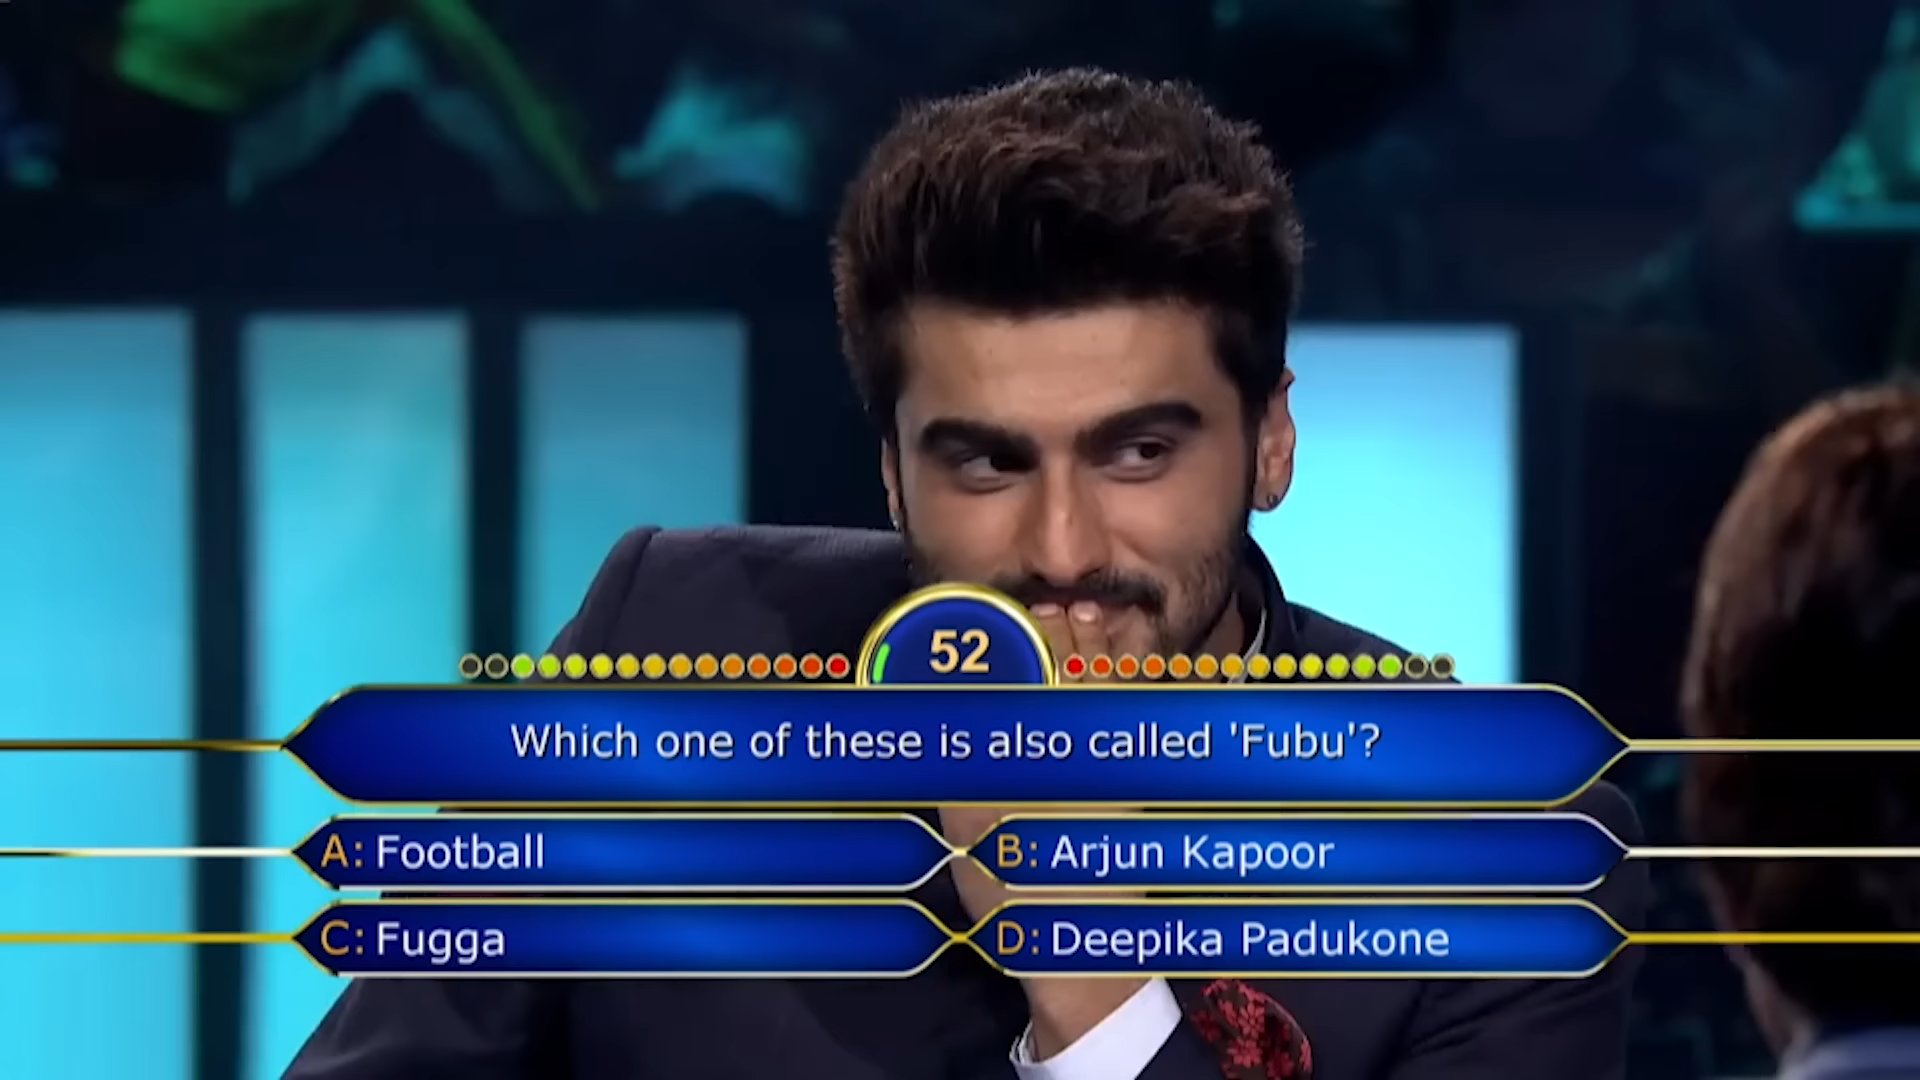 52
Which one of these is also called 'Fubu'?
A: Football
B: Arjun Kapoor
C: Fugga
D: Deepika Padukone